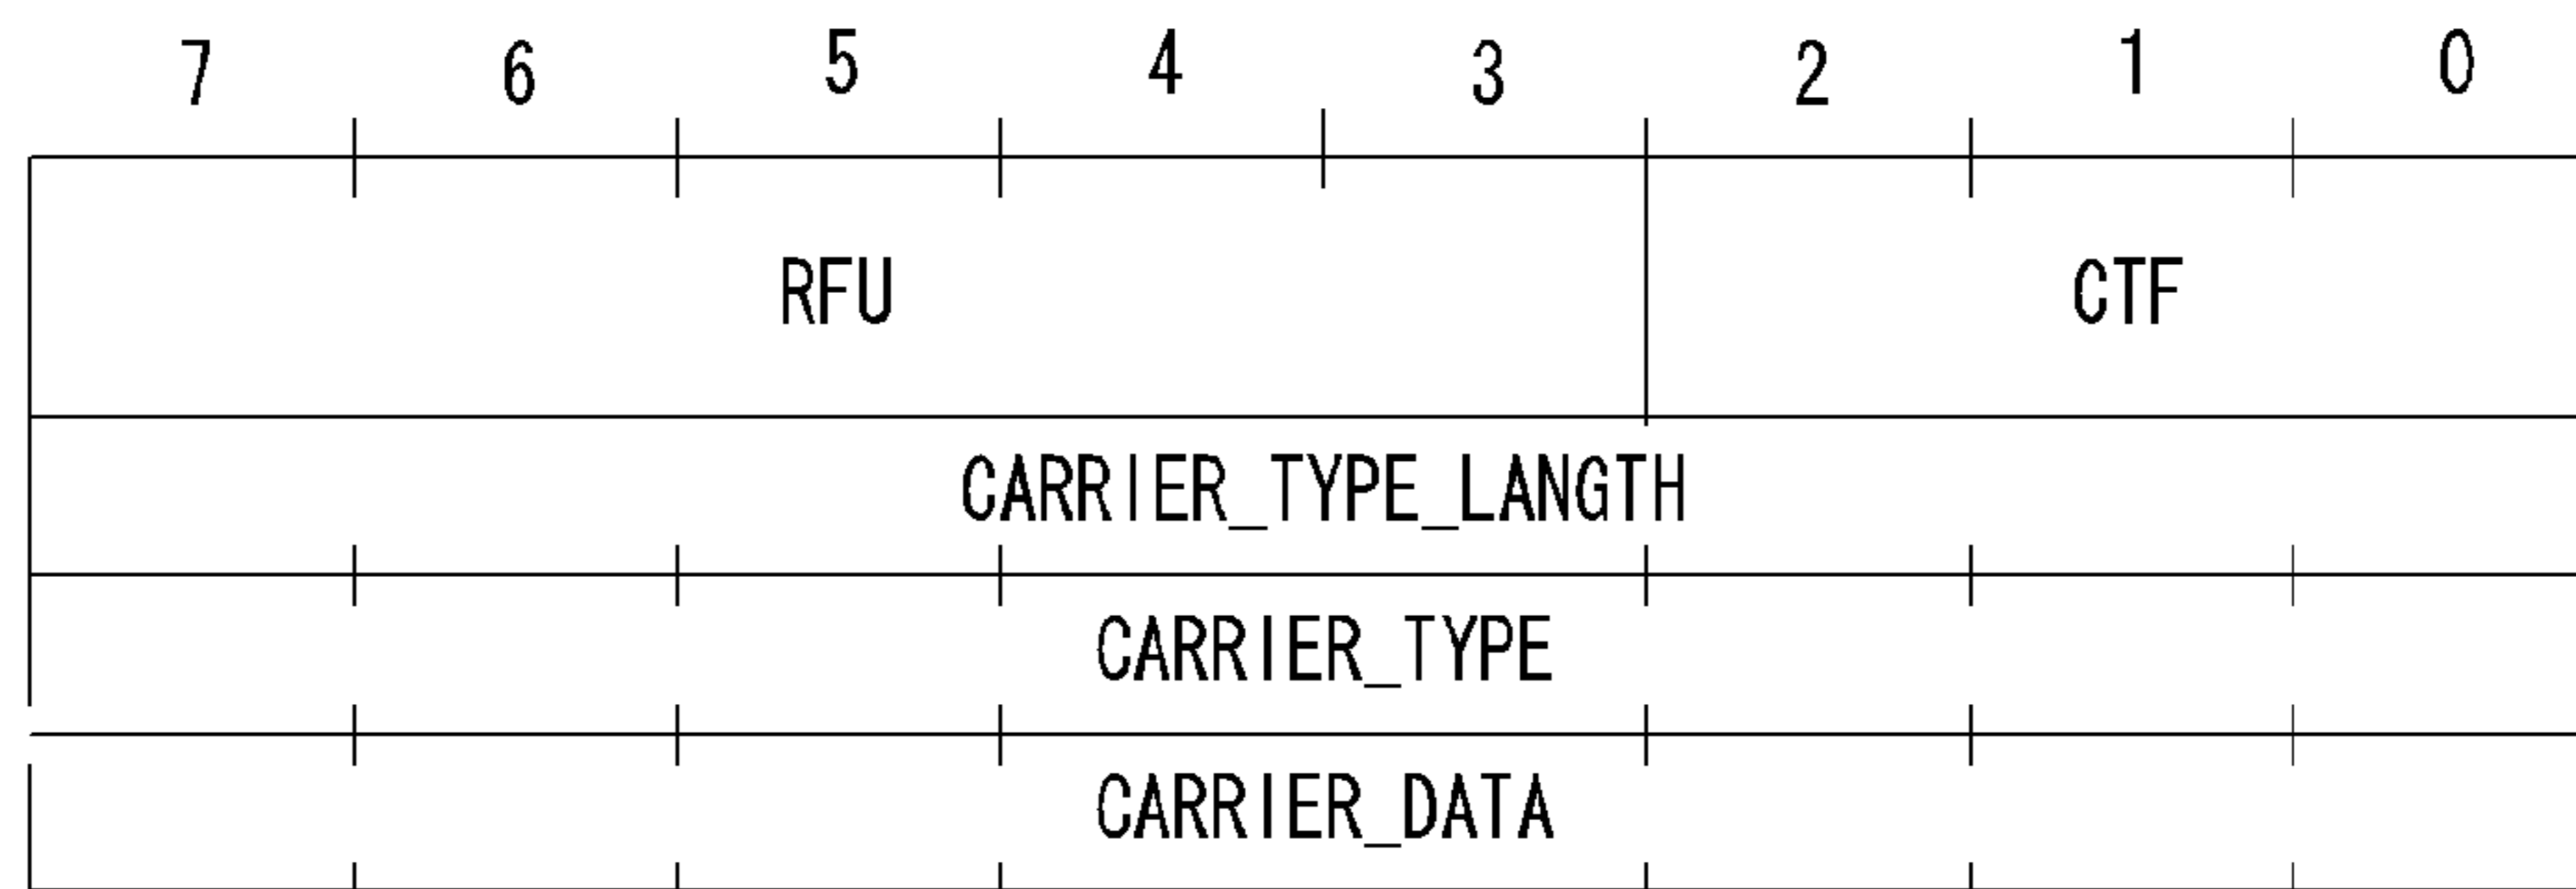 7 6 5 4 3 2 1 0
RFU CTF
CARRIER_TYPE_LANGTH
CARRIER_TYPE
CARRIER_DATA